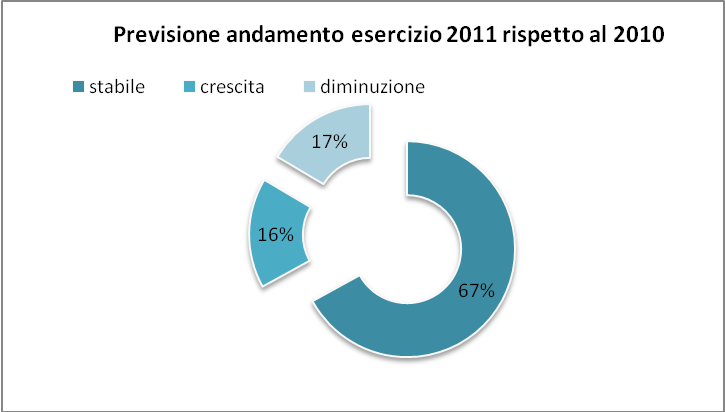 Previsione andamento esercizio 2011 rispetto al 2010
stabile crescita diminuzione
17%
16%
67%